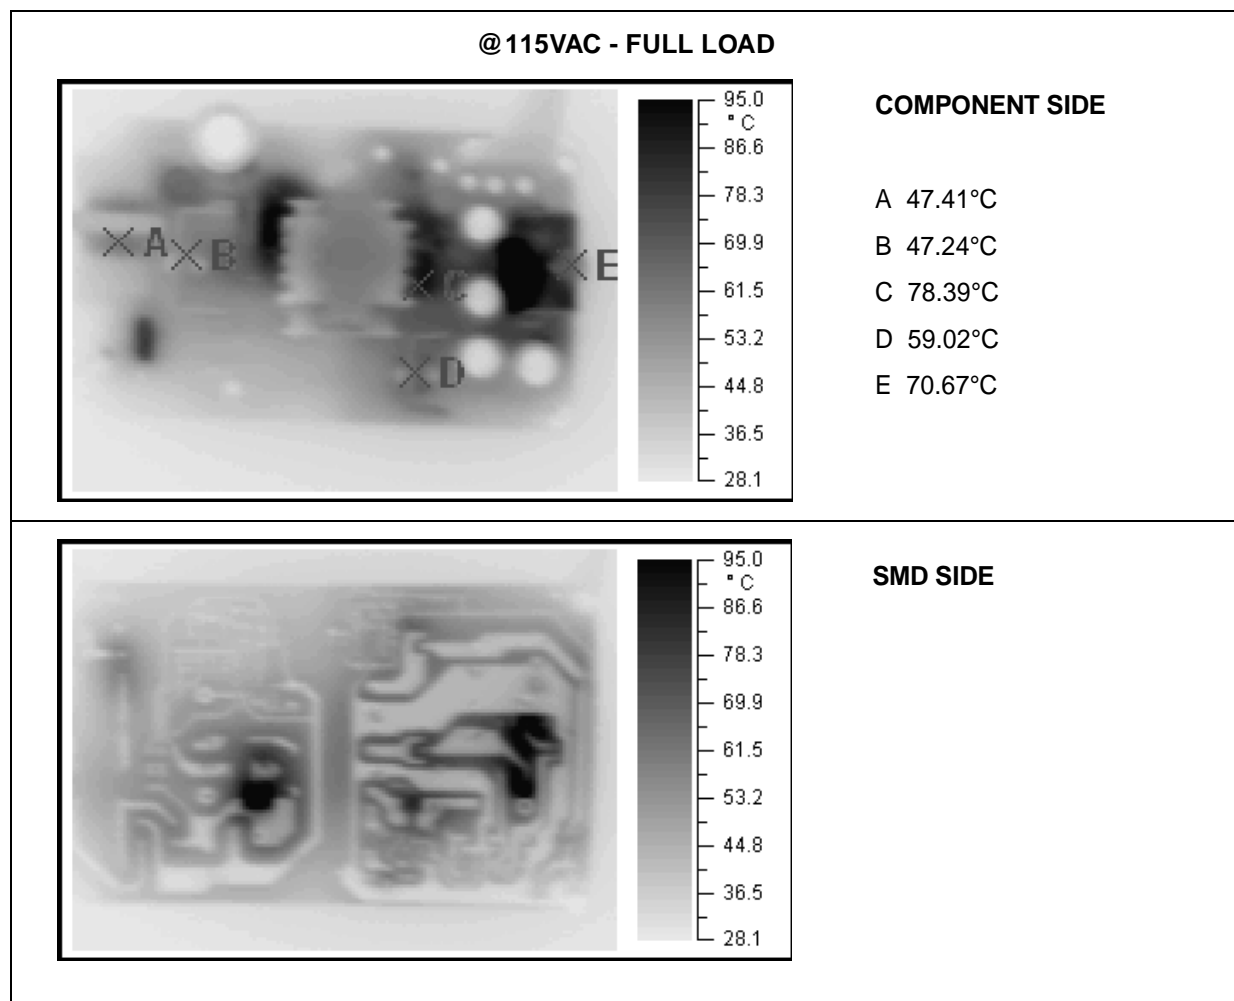 @115VAC - FULL LOAD
COMPONENT SIDE
A 47.41°C
B 47.24°C
C 78.39°C
D 59.02°C
E 70.67°C
95.0
°C
86.6
78.3
69.9
61.5
53.2
44.8
36.5
28.1
A
B
C
D
E
SMD SIDE
95.0
°C
86.6
78.3
69.9
61.5
53.2
44.8
36.5
28.1